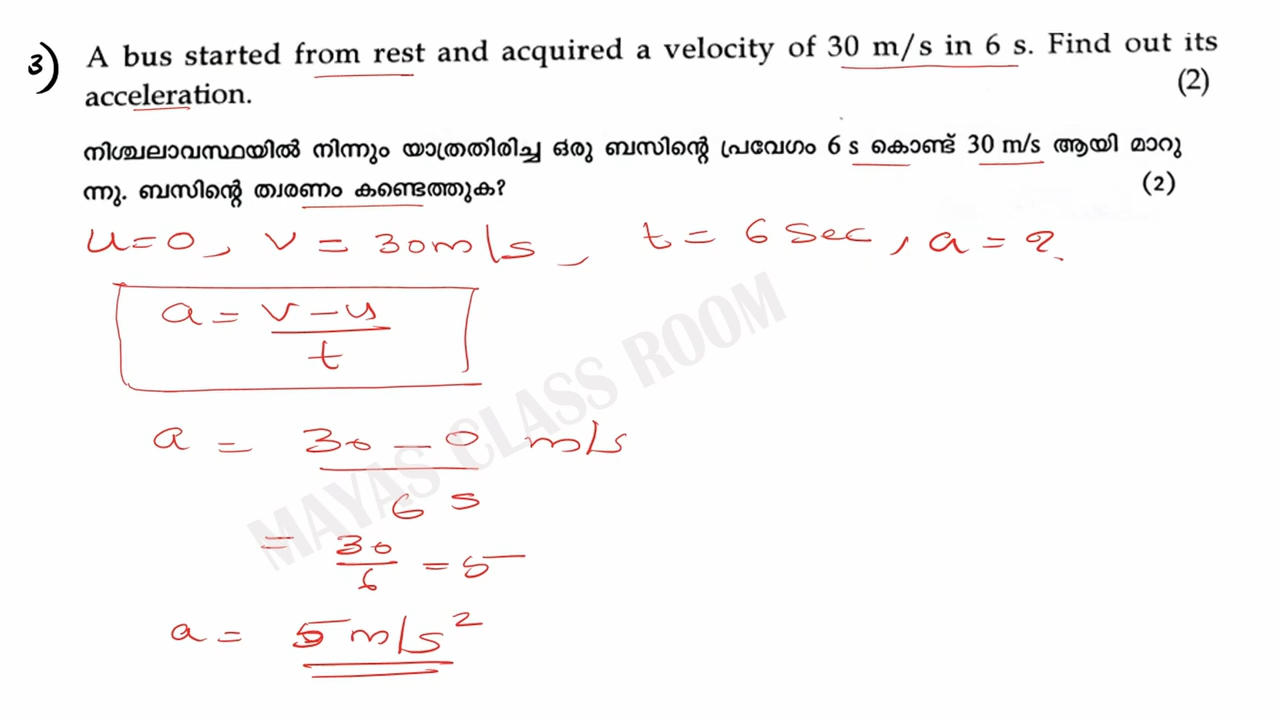 3) A bus started from rest and acquired a velocity of 30 m/s in 6 s. Find out its
acceleration. (2)
നിശ്ചലാവസ്ഥയിൽ നിന്നും യാത്രതിരിച്ച ഒരു ബസിന്റെ പ്രവേഗം 6 s കൊണ്ട് 30 m/s ആയി മാറു
ന്നു. ബസിന്റെ ത്വരണം കണ്ടെത്തുക? (2)
u=0, v = 30m/s, t = 6 Sec, a = ?
a = v-u
t
a = 30 - 0 m/s
6 s
= 30/6 = 5
a = 5 m/s²
MAYAS CLASS ROOM